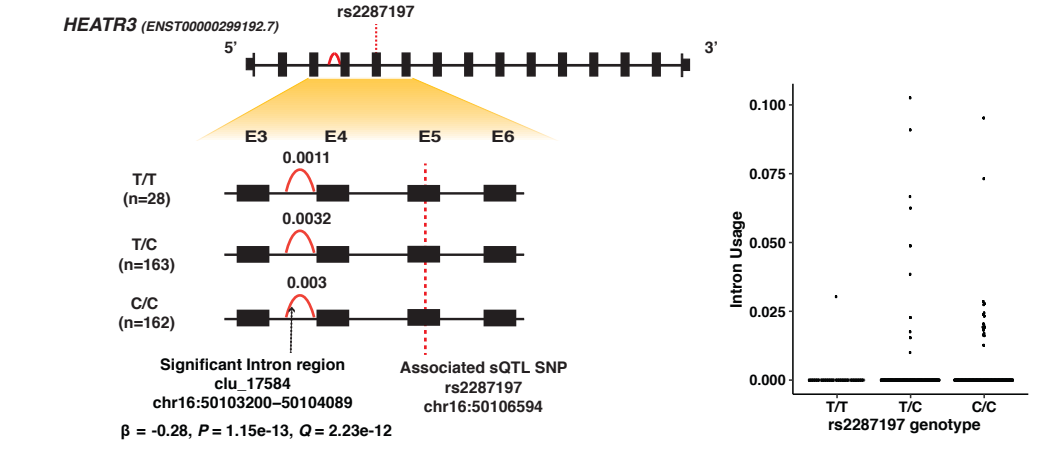 rs2287197
HEATR3 (ENST00000299192.7)
5’
3’
E3 E4 E5 E6
0.0011
T/T
(n=28)
0.0032
T/C
(n=163)
0.003
C/C
(n=162)
Significant Intron region
clu_17584
chr16:50103200–50104089
Associated sQTL SNP
rs2287197
chr16:50106594
β = -0.28, P = 1.15e-13, Q = 2.23e-12
Intron Usage
0.100
0.075
0.050
0.025
0.000
T/T T/C C/C
rs2287197 genotype